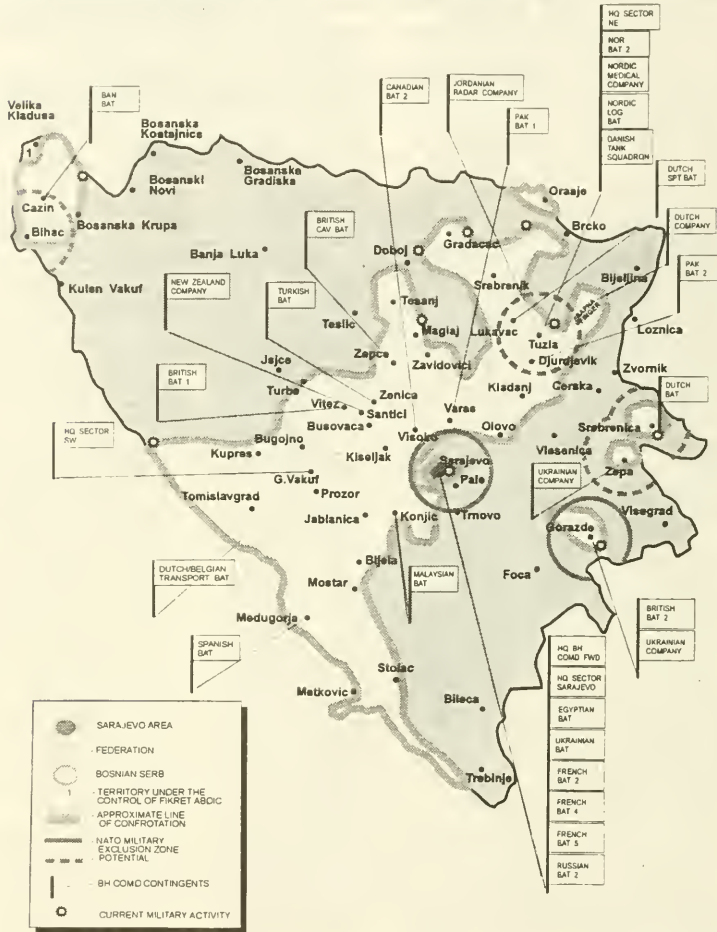 HQ SECTOR
NE
NOR
BAT 2
NORDIC
MEDICAL
COMPANY
NORDIC
LOG
BAT
DANISH
TANK
SQUADRON
BAN
BAT
CANADIAN
BAT 2
JORDANIAN
RADAR COMPANY
PAK
BAT 1
DUTCH
SPT BAT
DUTCH
COMPANY
PAK
BAT 2
Velika
Kladusa
1
Bosanska
Kostajnice
Bosanski
Novi
Bosanska
Gradiska
Cazin
Bosanska Krupa
Bihac
Kulen Vakuf
Banja Luka
BRITISH
CAV BAT
NEW ZEALAND
COMPANY
TURKISH
BAT
BRITISH
BAT 1
HQ SECTOR
SW
Orasje
Brcko
Gradacac
Doboj
Srebrenik
Bijeljina
Tesanj
Teslic
Maglaj
Lukavac
Tuzla
Loznica
Zepce
Zavidovici
Djurdjevik
Zvornik
Jajce
Turbe
Kladanj
Cerska
DUTCH
BAT
Zenica
Vitez
Santici
Varas
Busovaca
Visoko
Olovo
Srebrenica
Bugojno
Kupres
Kiseljak
Vlasenica
Sarajevo
Zepa
G.Vakuf
Pale
UKRAINIAN
COMPANY
Prozor
Tomislavgrad
Jablanica
Konjic
Trnovo
Gorazde
Visegrad
Bijela
DUTCH/BELGIAN
TRANSPORT BAT
MALAYSIAN
BAT
Foca
Mostar
Medugorja
BRITISH
BAT 2
UKRAINIAN
COMPANY
SPANISH
BAT
Stolac
Metkovic
Bileca
Trebinje
HQ BH
COMD FWD
HQ SECTOR
SARAJEVO
EGYPTIAN
BAT
UKRAINIAN
BAT
FRENCH
BAT 2
FRENCH
BAT 4
FRENCH
BAT 5
RUSSIAN
BAT 2
SARAJEVO AREA
- FEDERATION
BOSNIAN SERB
1 - TERRITORY UNDER THE
CONTROL OF FIKRET ABDIC
- APPROXIMATE LINE
OF CONFROTATION
- NATO MILITARY
EXCLUSION ZONE
- POTENTIAL
- BH COMD CONTINGENTS
CURRENT MILITARY ACTIVITY